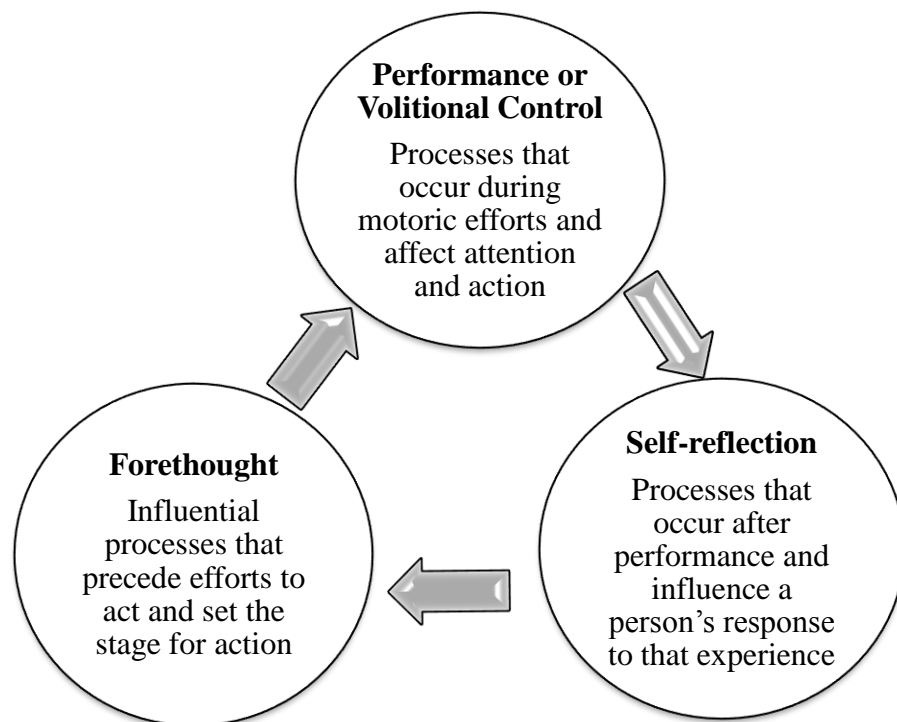 Performance or
Volitional Control
Processes that
occur during
motoric efforts and
affect attention
and action
Forethought
Influential
processes that
precede efforts to
act and set the
stage for action
Self-reflection
Processes that
occur after
performance and
influence a
person’s response
to that experience